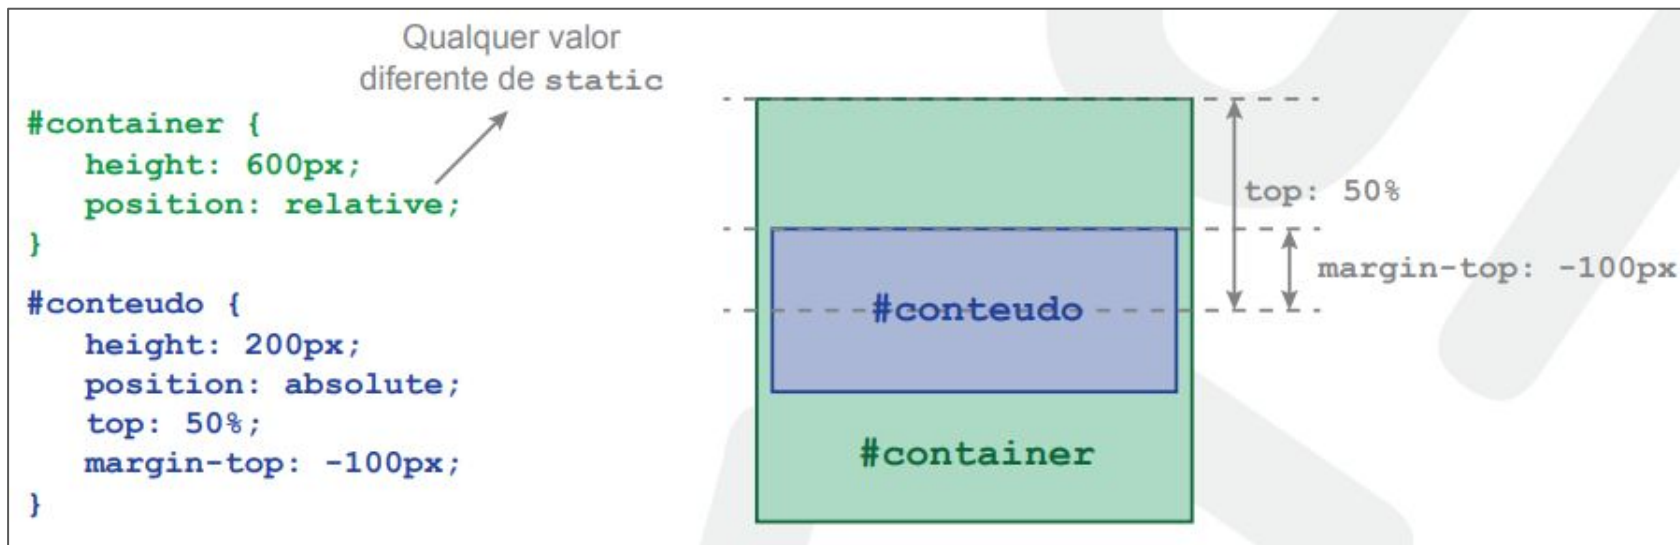 Qualquer valor
diferente de static
#container {
height: 600px;
position: relative;
}
#conteudo {
height: 200px;
position: absolute;
top: 50%;
margin-top: -100px;
}
top: 50%
margin-top: -100px
#conteudo
#container